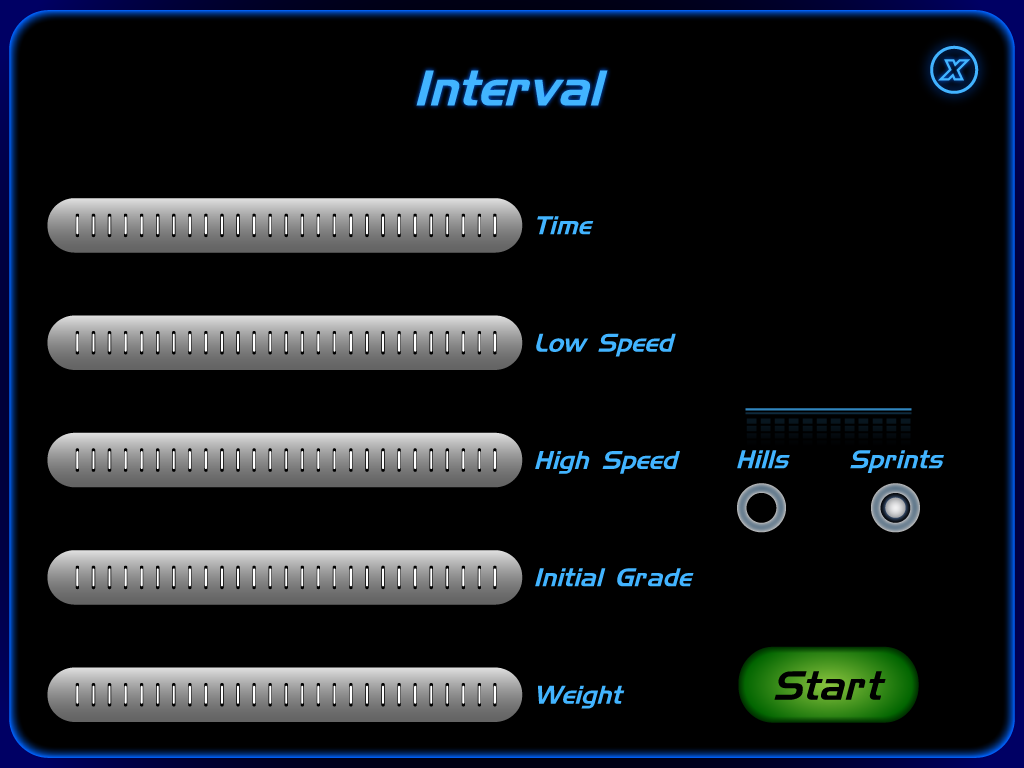 Interval
X
Time
Low Speed
High Speed
Hills
Sprints
Initial Grade
Weight
Start